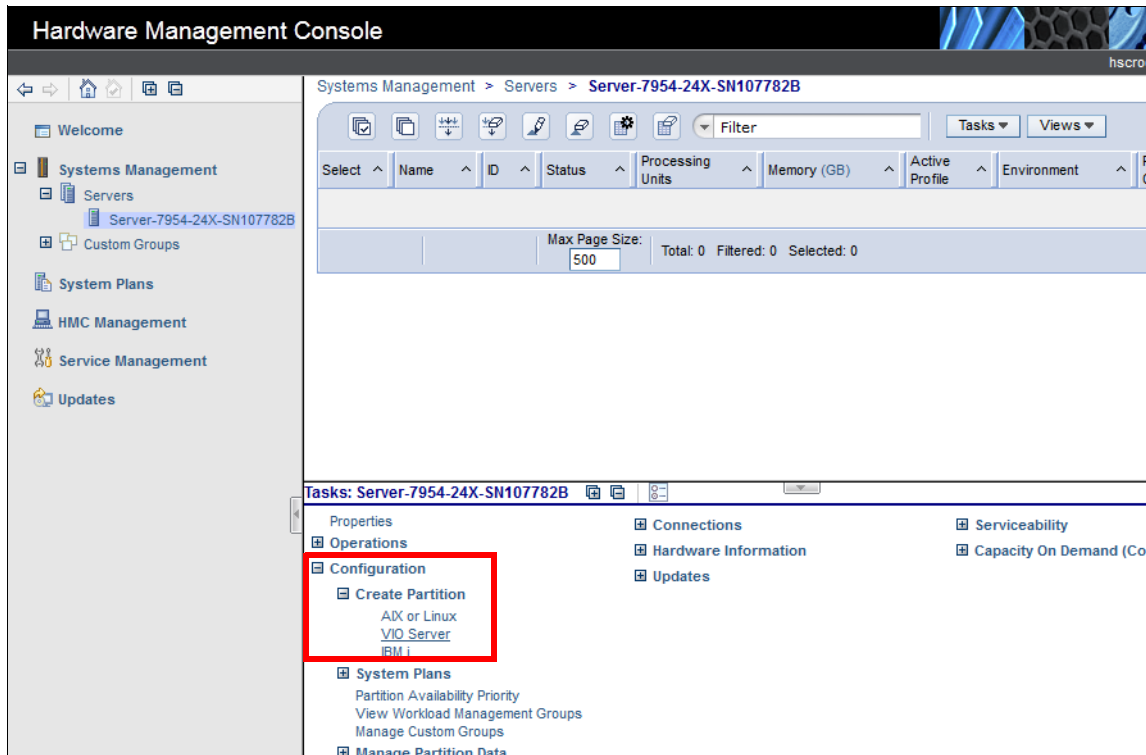 Hardware Management Console
hscro
Welcome
Systems Management
Servers
Server-7954-24X-SN107782B
Custom Groups
System Plans
HMC Management
Service Management
Updates
Systems Management > Servers > Server-7954-24X-SN107782B
Filter
Tasks
Views
Select
Name
ID
Status
Processing
Units
Memory (GB)
Active
Profile
Environment
Max Page Size:
500
Total: 0 Filtered: 0 Selected: 0
Tasks: Server-7954-24X-SN107782B
Properties
Operations
Configuration
Create Partition
AIX or Linux
VIO Server
IBM i
System Plans
Partition Availability Priority
View Workload Management Groups
Manage Custom Groups
Manage Partition Data
Connections
Hardware Information
Updates
Serviceability
Capacity On Demand (Co